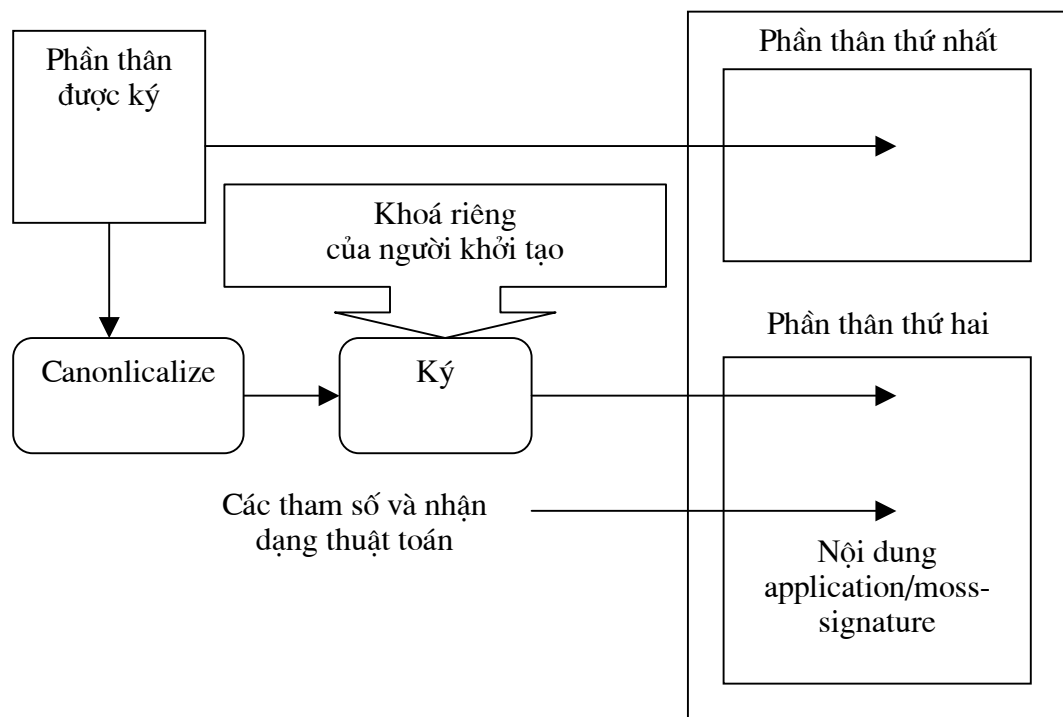 Phần thân thứ nhất
Phần thân
được ký
Khoá riêng
của người khởi tạo
Phần thân thứ hai
Canonlicalize
Ký
Các tham số và nhận
dạng thuật toán
Nội dung
application/moss-
signature